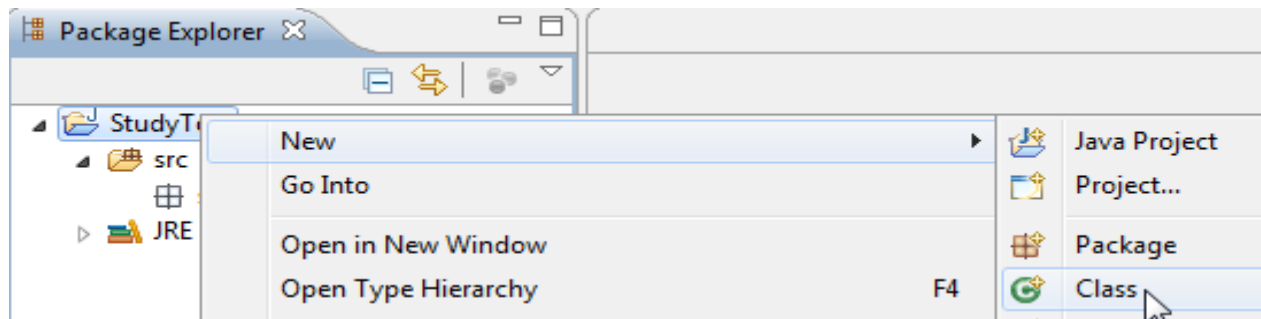 Package Explorer
StudyT
New
Java Project
src
Go Into
Project...
JRE
Open in New Window
Package
Open Type Hierarchy F4
Class